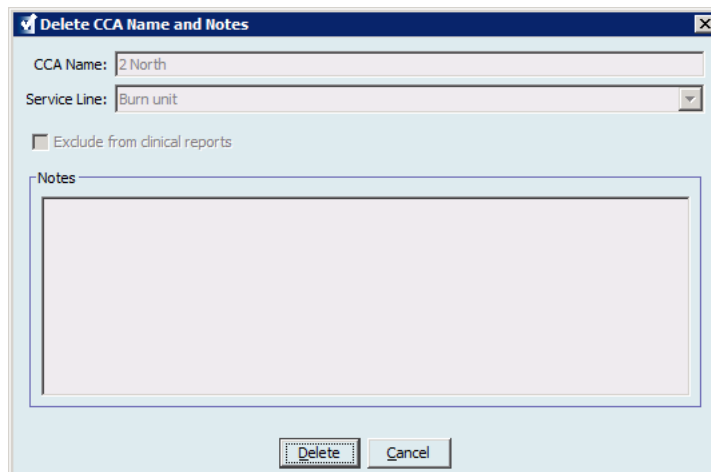 Delete CCA Name and Notes
CCA Name: 2 North
Service Line: Burn unit
Exclude from clinical reports
Notes
Delete Cancel